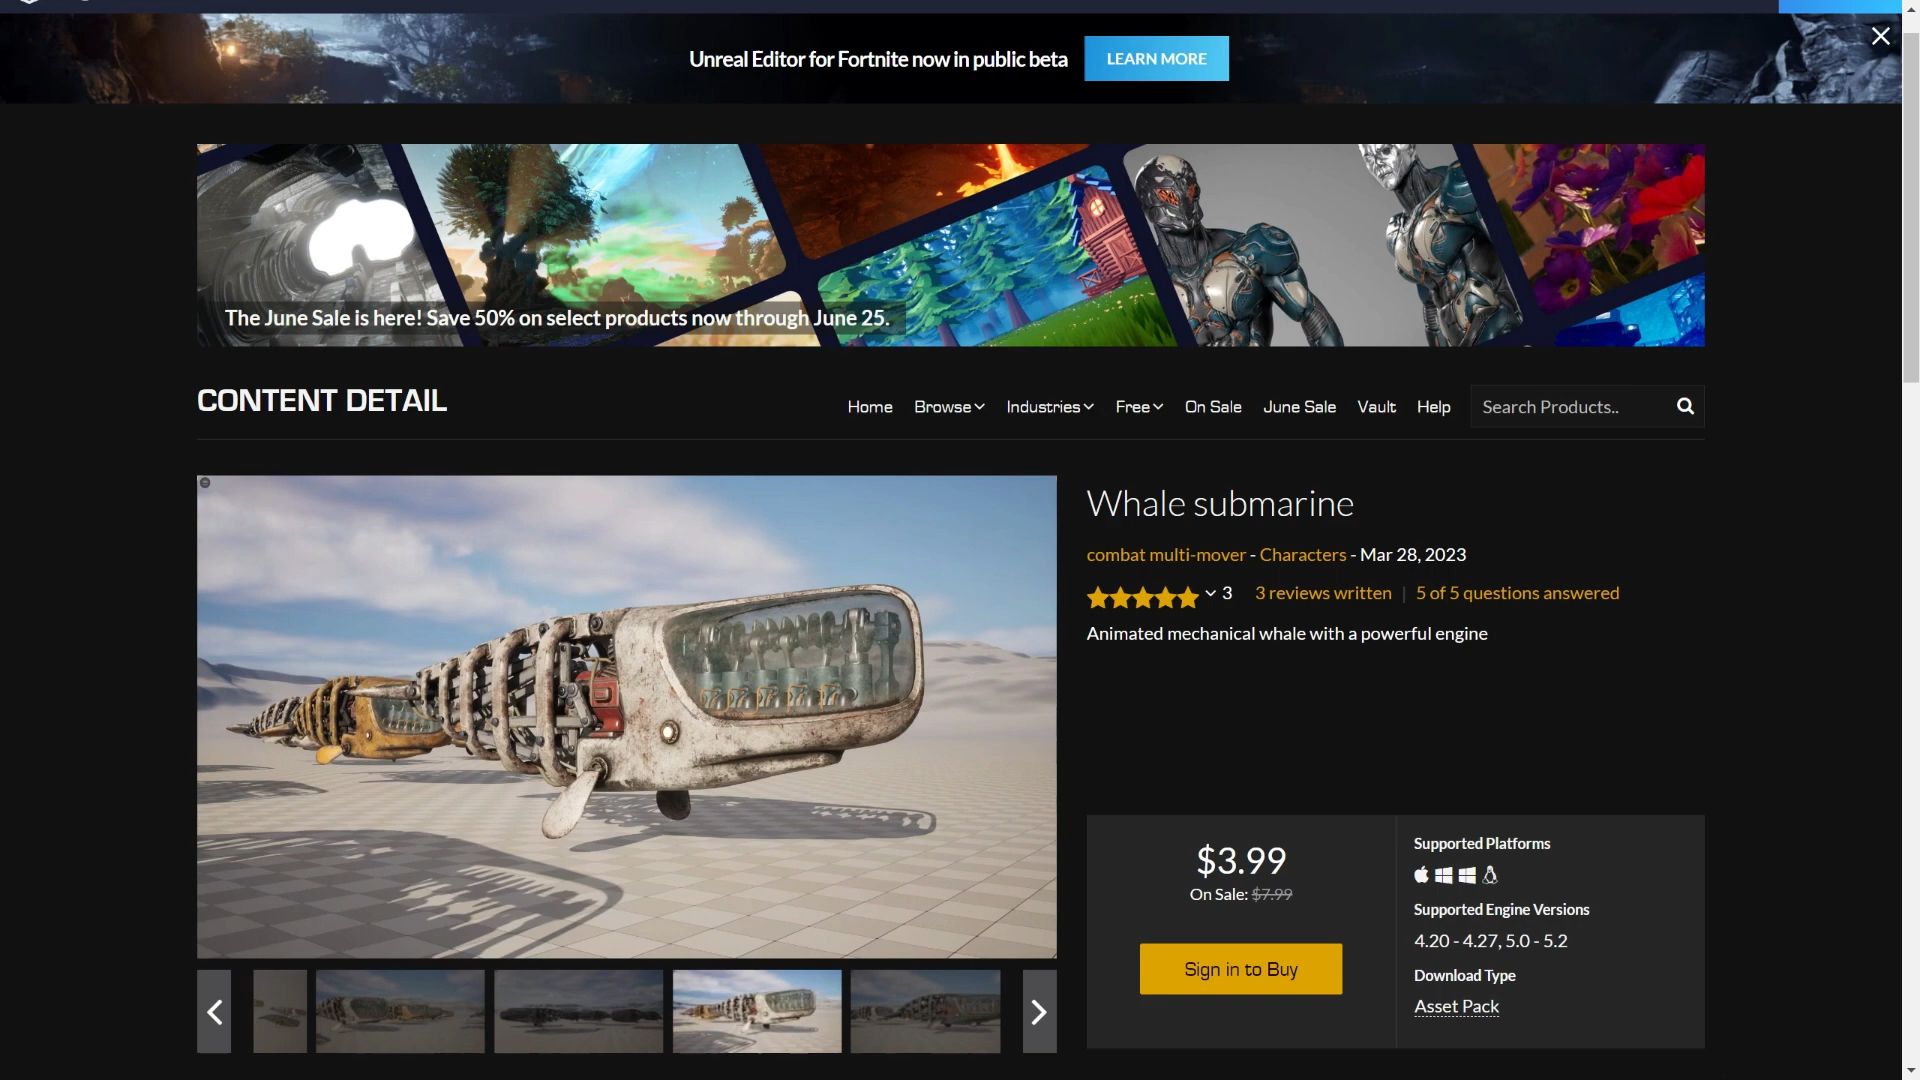 Unreal Editor for Fortnite now in public beta
LEARN MORE
The June Sale is here! Save 50% on select products now through June 25.
CONTENT DETAIL
Home Browse Industries Free On Sale June Sale Vault Help
Search Products..
Whale submarine
combat multi-mover - Characters - Mar 28, 2023
3 3 reviews written | 5 of 5 questions answered
Animated mechanical whale with a powerful engine
$3.99
On Sale: $7.99
Sign in to Buy
Supported Platforms
Supported Engine Versions
4.20 - 4.27, 5.0 - 5.2
Download Type
Asset Pack